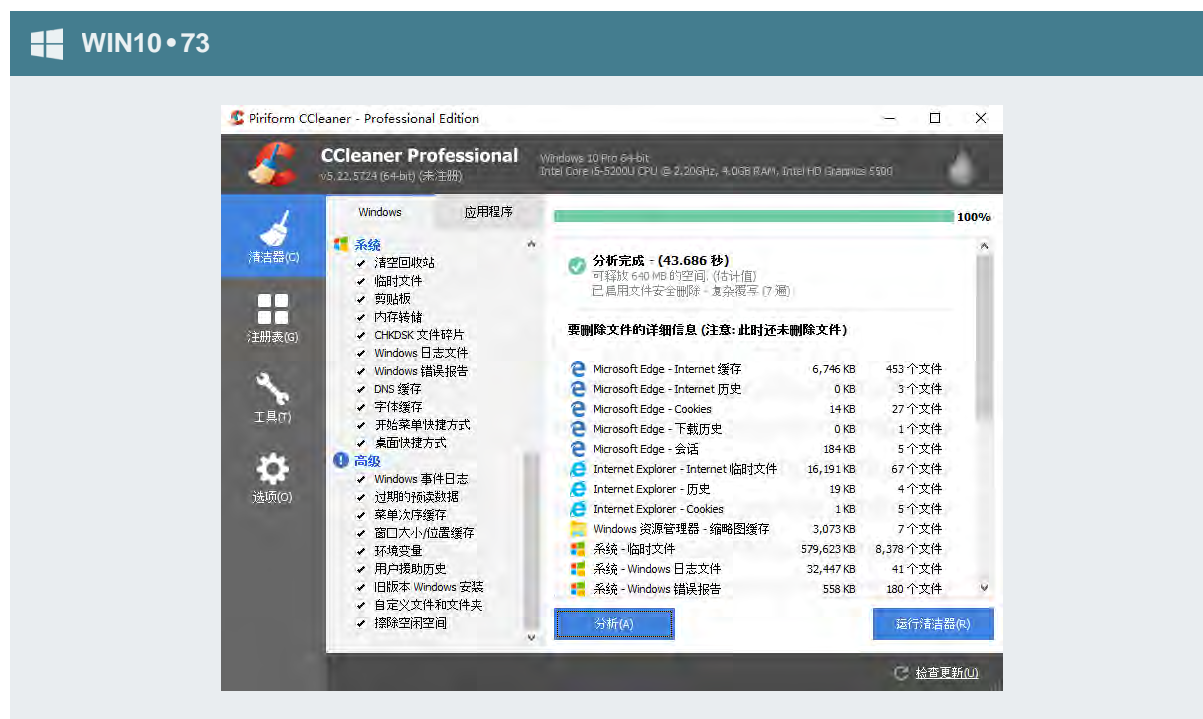 WIN10•73
Piriform CCleaner - Professional Edition
CCleaner Professional
v5.22.5724 (64-bit) (未注册)
Windows 10 Pro 64-bit
Intel Core i5-5200U CPU @ 2.20GHz, 4.0GB RAM, Intel HD Graphics 5500
清洁器(C)
注册表(G)
工具(T)
选项(O)
Windows
应用程序
系统
清空回收站
临时文件
剪贴板
内存转储
CHKDSK 文件碎片
Windows 日志文件
Windows 错误报告
DNS 缓存
字体缓存
开始菜单快捷方式
桌面快捷方式
高级
Windows 事件日志
过期的预读数据
菜单次序缓存
窗口大小/位置缓存
环境变量
用户援助历史
旧版本 Windows 安装
自定义文件和文件夹
擦除空闲空间
100%
分析完成 - (43.686 秒)
可释放 640 MB 的空间. (估计值)
已启用文件安全删除 - 复杂覆写 (7 遍)
要删除文件的详细信息 (注意: 此时还未删除文件)
Microsoft Edge - Internet 缓存 6,746 KB 453 个文件
Microsoft Edge - Internet 历史 0 KB 3 个文件
Microsoft Edge - Cookies 14 KB 27 个文件
Microsoft Edge - 下载历史 0 KB 1 个文件
Microsoft Edge - 会话 184 KB 5 个文件
Internet Explorer - Internet 临时文件 16,191 KB 67 个文件
Internet Explorer - 历史 19 KB 4 个文件
Internet Explorer - Cookies 1 KB 5 个文件
Windows 资源管理器 - 缩略图缓存 3,073 KB 7 个文件
系统 - 临时文件 579,623 KB 8,378 个文件
系统 - Windows 日志文件 32,447 KB 41 个文件
系统 - Windows 错误报告 558 KB 180 个文件
分析(A)
运行清洁器(R)
检查更新(U)